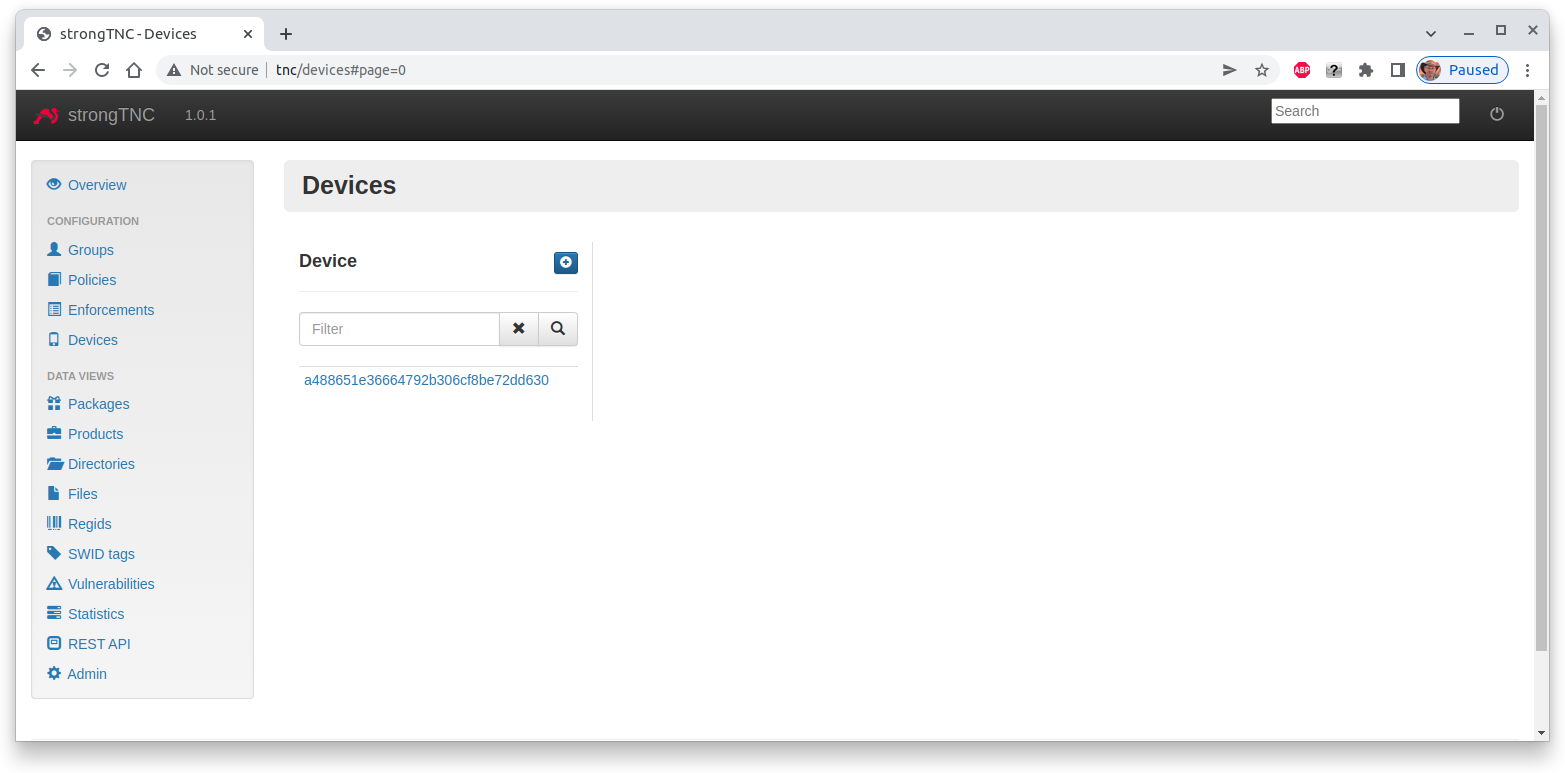 strongTNC - Devices
Not secure tnc/devices#page=0 ABP Paused
strongTNC 1.0.1 Search
Overview
CONFIGURATION
Groups
Policies
Enforcements
Devices
DATA VIEWS
Packages
Products
Directories
Files
Regids
SWID tags
Vulnerabilities
Statistics
REST API
Admin
Devices
Device
Filter
a488651e36664792b306cf8be72dd630